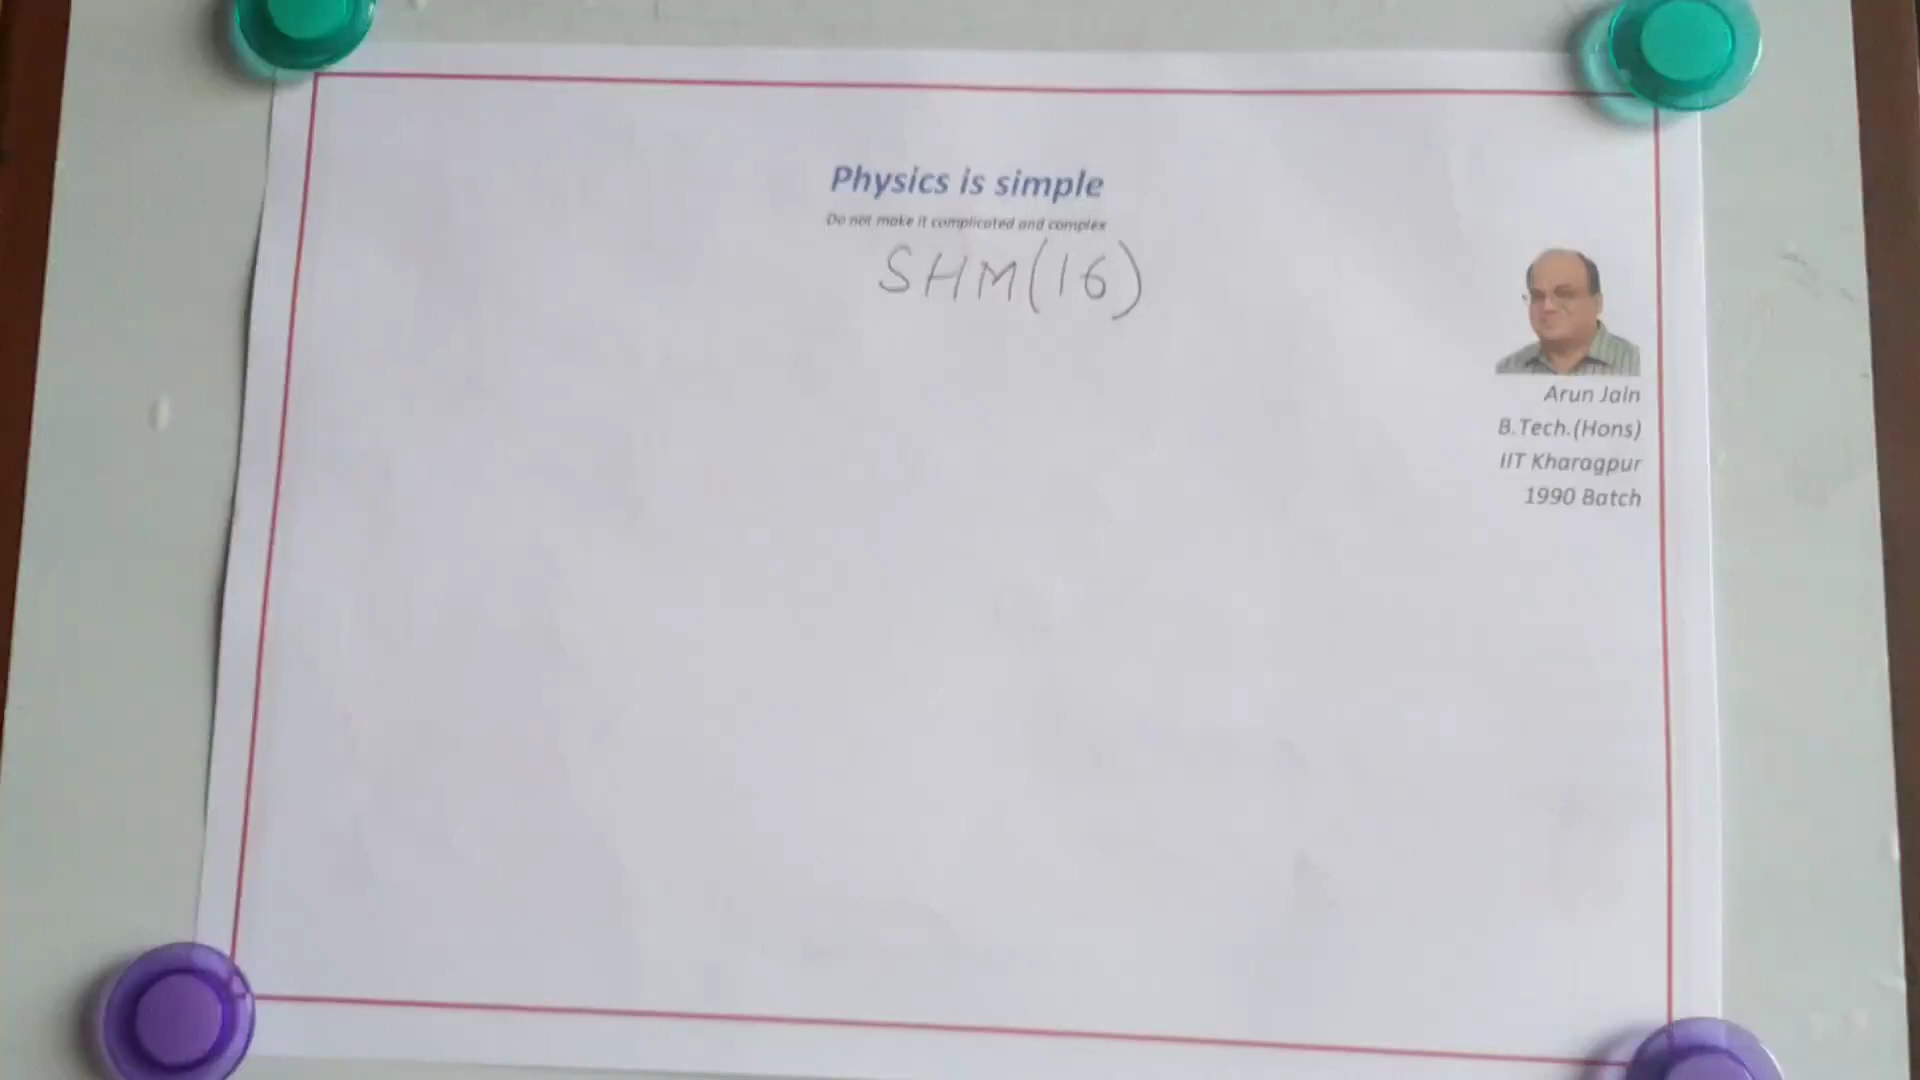 Physics is simple
Do not make it complicated and complex
SHM(16)
Arun Jain
B.Tech.(Hons)
IIT Kharagpur
1990 Batch